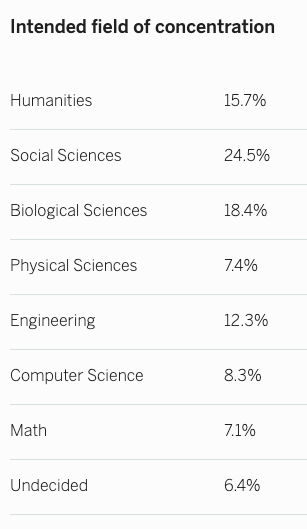 Intended field of concentration
Humanities 15.7%
Social Sciences 24.5%
Biological Sciences 18.4%
Physical Sciences 7.4%
Engineering 12.3%
Computer Science 8.3%
Math 7.1%
Undecided 6.4%